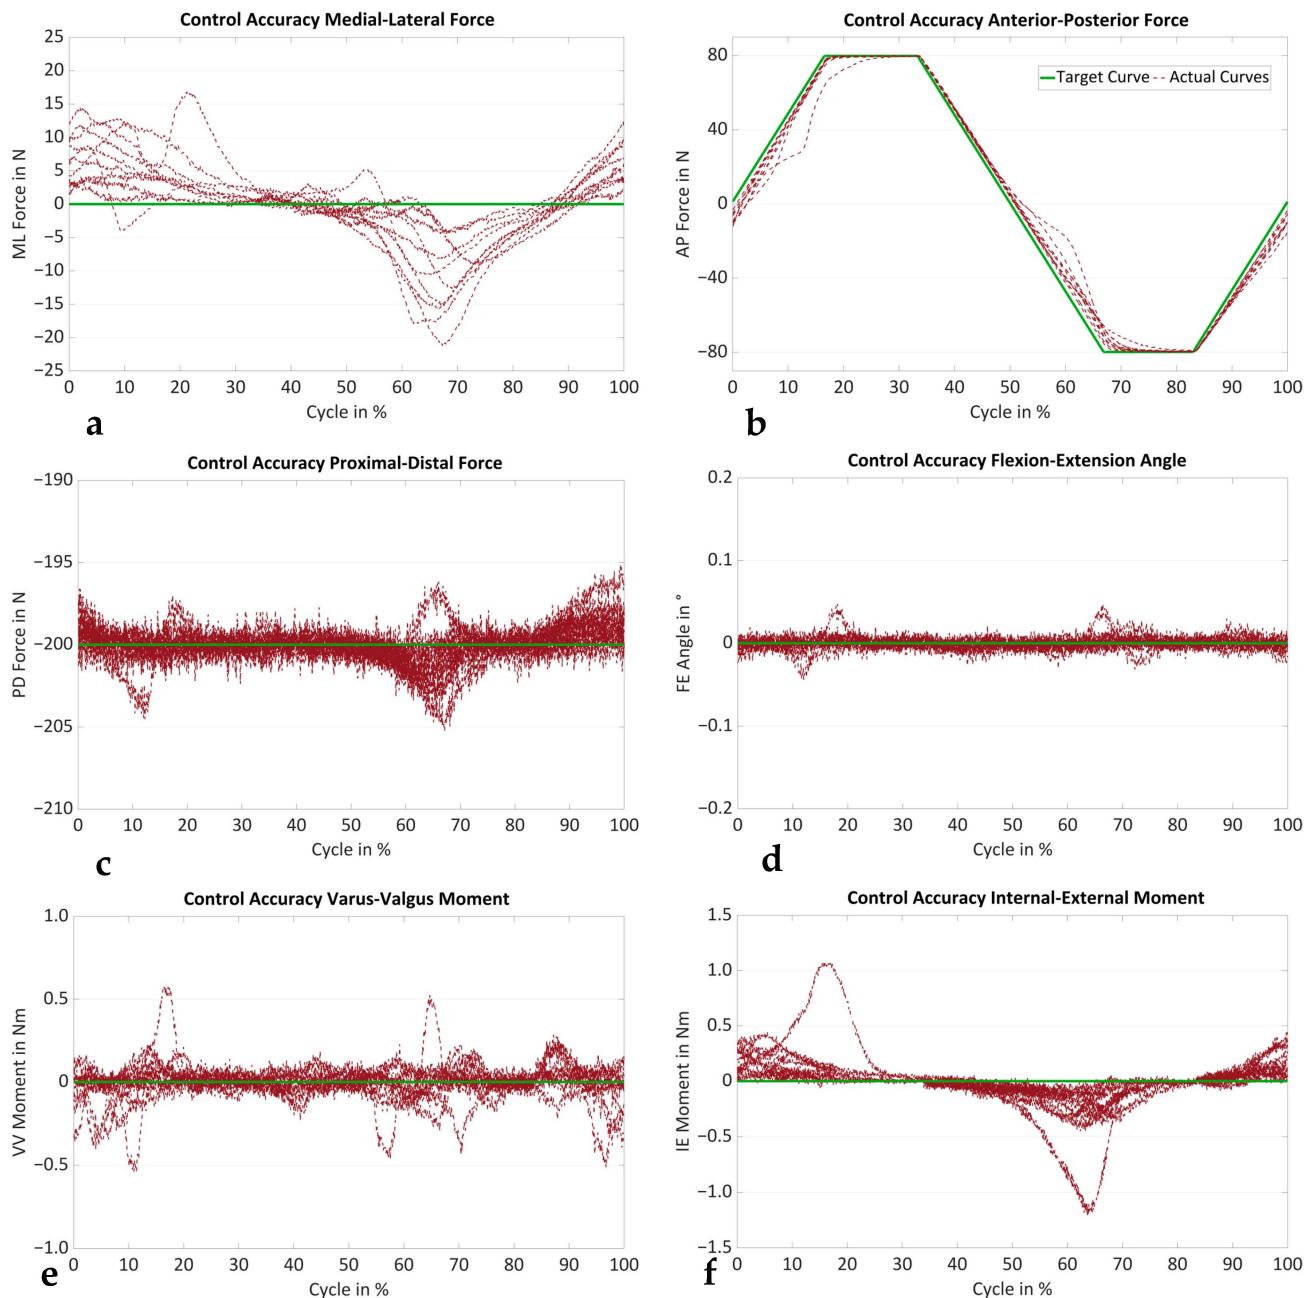 Control Accuracy Medial-Lateral Force
25
20
15
10
5
0
−5
−10
−15
−20
−25
ML Force in N
0 10 20 30 40 50 60 70 80 90 100
Cycle in %
a
Control Accuracy Anterior-Posterior Force
80
40
0
−40
−80
AP Force in N
Target Curve Actual Curves
0 10 20 30 40 50 60 70 80 90 100
Cycle in %
b
Control Accuracy Proximal-Distal Force
−190
−195
−200
−205
−210
PD Force in N
0 10 20 30 40 50 60 70 80 90 100
Cycle in %
c
Control Accuracy Flexion-Extension Angle
0.2
0.1
0
−0.1
−0.2
FE Angle in °
0 10 20 30 40 50 60 70 80 90 100
Cycle in %
d
Control Accuracy Varus-Valgus Moment
1.0
0.5
0
−0.5
−1.0
VV Moment in Nm
0 10 20 30 40 50 60 70 80 90 100
Cycle in %
e
Control Accuracy Internal-External Moment
1.5
1.0
0.5
0
−0.5
−1.0
−1.5
IE Moment in Nm
0 10 20 30 40 50 60 70 80 90 100
Cycle in %
f